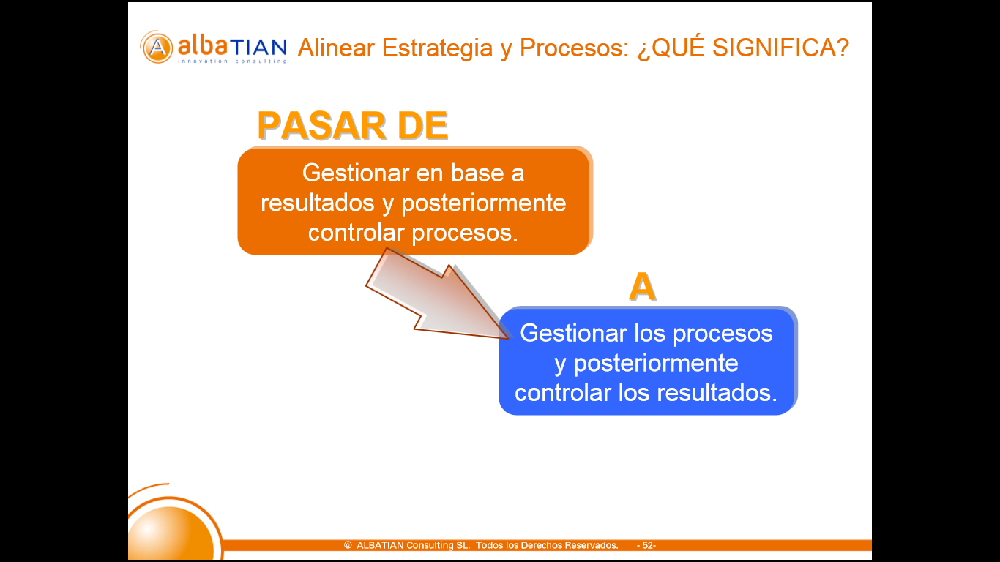 albaTIAN
innovation consulting
Alinear Estrategia y Procesos: ¿QUÉ SIGNIFICA?
PASAR DE
Gestionar en base a
resultados y posteriormente
controlar procesos.
A
Gestionar los procesos
y posteriormente
controlar los resultados.
© ALBATIAN Consulting SL. Todos los Derechos Reservados. - 52-